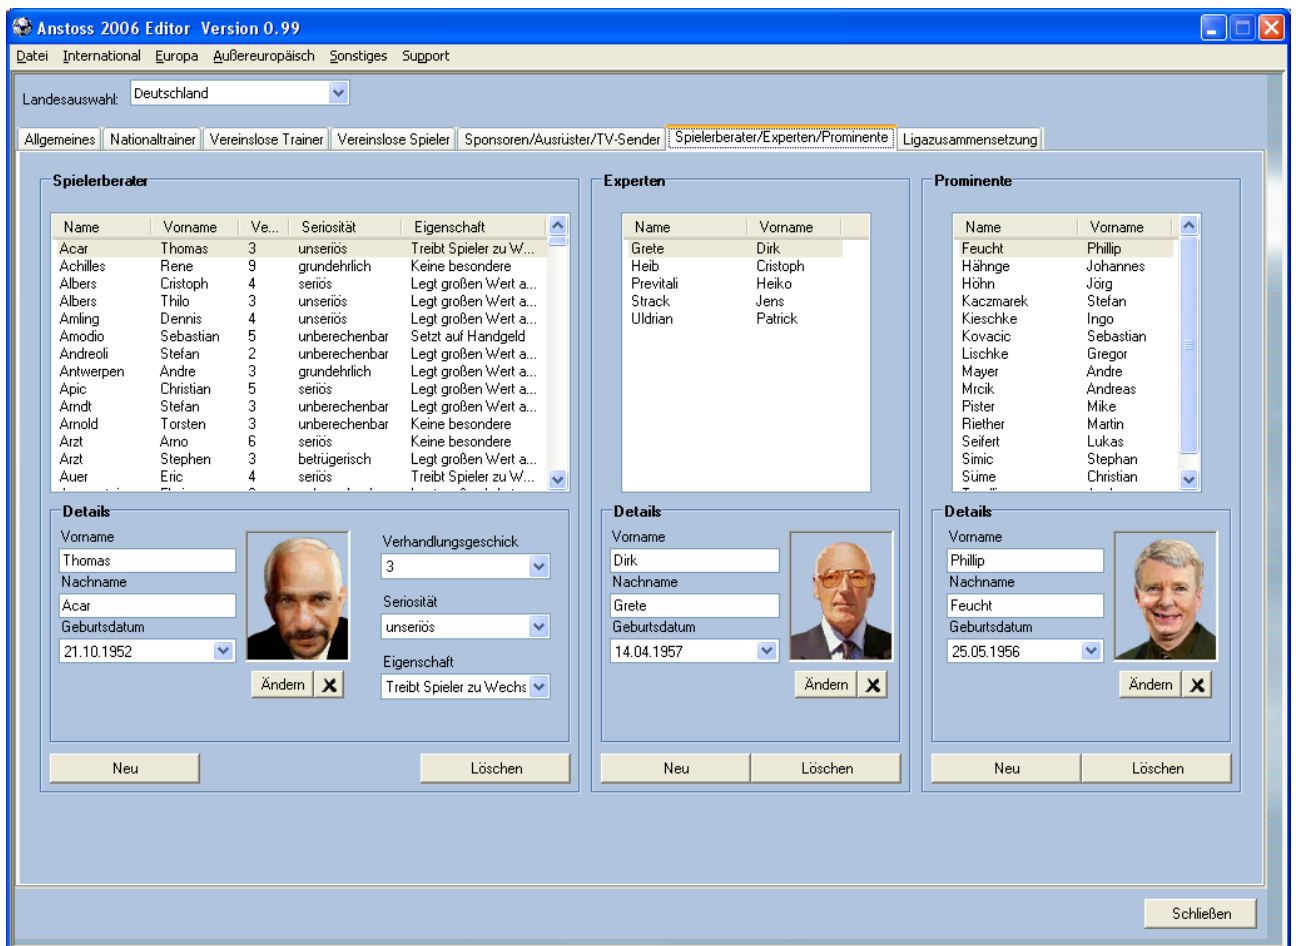 Anstoss 2006 Editor Version 0.99
Datei International Europa Außereuropäisch Sonstiges Support
Landesauswahl: Deutschland
Allgemeines Nationaltrainer Vereinslose Trainer Vereinslose Spieler Sponsoren/Ausrüster/TV-Sender Spielerberater/Experten/Prominente Ligazusammensetzung
Spielerberater
Name Vorname Ve... Seriosität Eigenschaft
Acar Thomas 3 unseriös Treibt Spieler zu W...
Achilles Rene 9 grundehrlich Keine besondere
Albers Cristoph 4 seriös Legt großen Wert a...
Albers Thilo 3 unseriös Legt großen Wert a...
Amling Dennis 4 unseriös Legt großen Wert a...
Amodio Sebastian 5 unberechenbar Setzt auf Handgeld
Andreoli Stefan 2 unberechenbar Legt großen Wert a...
Antwerpen Andre 3 grundehrlich Legt großen Wert a...
Apic Christian 5 seriös Legt großen Wert a...
Arndt Stefan 3 unberechenbar Legt großen Wert a...
Arnold Torsten 3 unberechenbar Keine besondere
Arzt Arno 6 seriös Keine besondere
Arzt Stephen 3 betrügerisch Legt großen Wert a...
Auer Eric 4 seriös Treibt Spieler zu W...
Details
Vorname
Thomas
Nachname
Acar
Geburtsdatum
21.10.1952
Verhandlungsgeschick
3
Seriosität
unseriös
Eigenschaft
Treibt Spieler zu Wechs
Ändern X
Neu Löschen
Experten
Name Vorname
Grete Dirk
Heib Cristoph
Previtali Heiko
Strack Jens
Uldrian Patrick
Details
Vorname
Dirk
Nachname
Grete
Geburtsdatum
14.04.1957
Ändern X
Neu Löschen
Prominente
Name Vorname
Feucht Phillip
Hähnge Johannes
Höhn Jörg
Kaczmarek Stefan
Kieschke Ingo
Kovacic Sebastian
Lischke Gregor
Mayer Andre
Mrcik Andreas
Pister Mike
Riether Martin
Seifert Lukas
Simic Stephan
Süme Christian
Details
Vorname
Phillip
Nachname
Feucht
Geburtsdatum
25.05.1956
Ändern X
Neu Löschen
Schließen